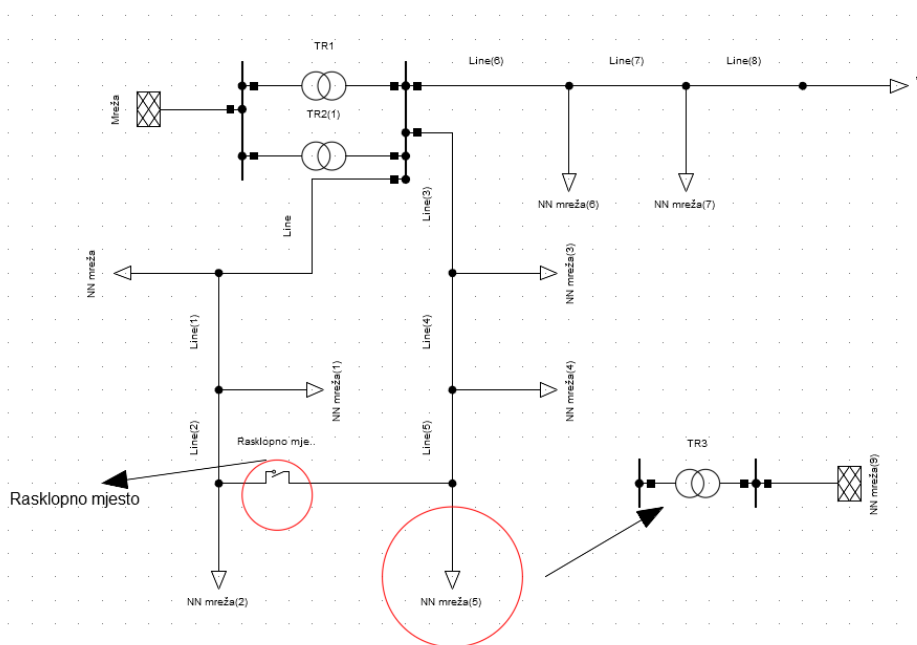 TR1
Line(6)
Line(7)
Line(8)
Mreža
TR2(1)
NN mreža(6)
NN mreža(7)
Line
Line(3)
NN mreža
NN mreža(3)
Line(1)
Line(4)
NN mreža(1)
NN mreža(4)
Line(2)
Rasklopno mje..
Line(5)
TR3
Rasklopno mjesto
NN mreža(9)
NN mreža(2)
NN mreža(5)